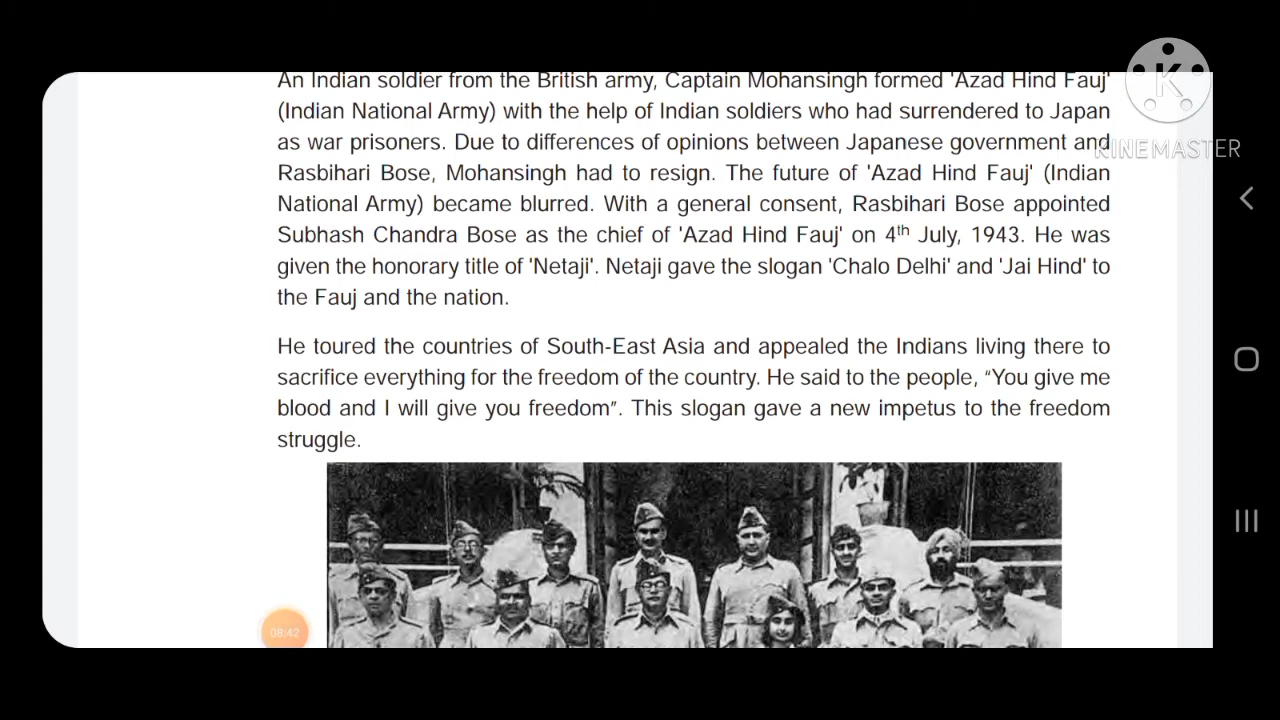 An Indian soldier from the British army, Captain Mohansingh formed 'Azad Hind Fauj'
(Indian National Army) with the help of Indian soldiers who had surrendered to Japan
as war prisoners. Due to differences of opinions between Japanese government and
Rasbihari Bose, Mohansingh had to resign. The future of 'Azad Hind Fauj' (Indian
National Army) became blurred. With a general consent, Rasbihari Bose appointed
Subhash Chandra Bose as the chief of 'Azad Hind Fauj' on 4th July, 1943. He was
given the honorary title of 'Netaji'. Netaji gave the slogan 'Chalo Delhi' and 'Jai Hind' to
the Fauj and the nation.
He toured the countries of South-East Asia and appealed the Indians living there to
sacrifice everything for the freedom of the country. He said to the people, “You give me
blood and I will give you freedom”. This slogan gave a new impetus to the freedom
struggle.
08:42
K
KINEMASTER